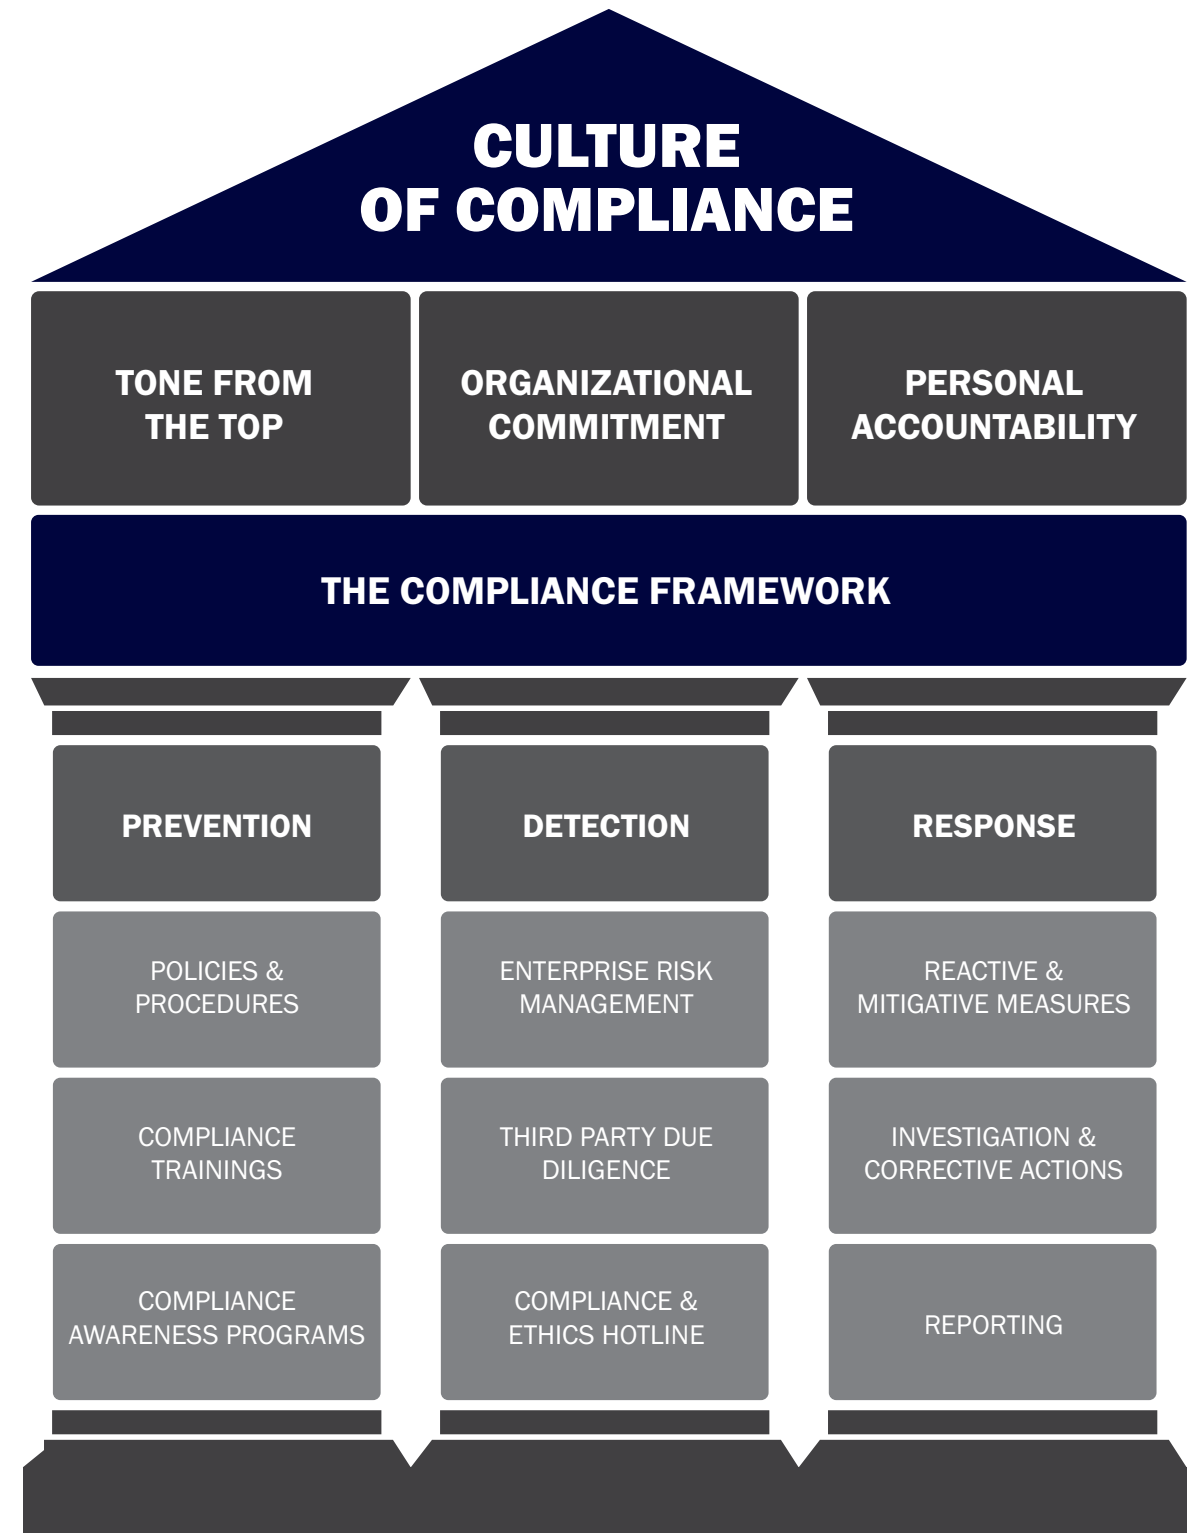 CULTURE
OF COMPLIANCE
TONE FROM
THE TOP
ORGANIZATIONAL
COMMITMENT
PERSONAL
ACCOUNTABILITY
THE COMPLIANCE FRAMEWORK
PREVENTION
POLICIES &
PROCEDURES
COMPLIANCE
TRAININGS
COMPLIANCE
AWARENESS PROGRAMS
DETECTION
ENTERPRISE RISK
MANAGEMENT
THIRD PARTY DUE
DILIGENCE
COMPLIANCE &
ETHICS HOTLINE
RESPONSE
REACTIVE &
MITIGATIVE MEASURES
INVESTIGATION &
CORRECTIVE ACTIONS
REPORTING